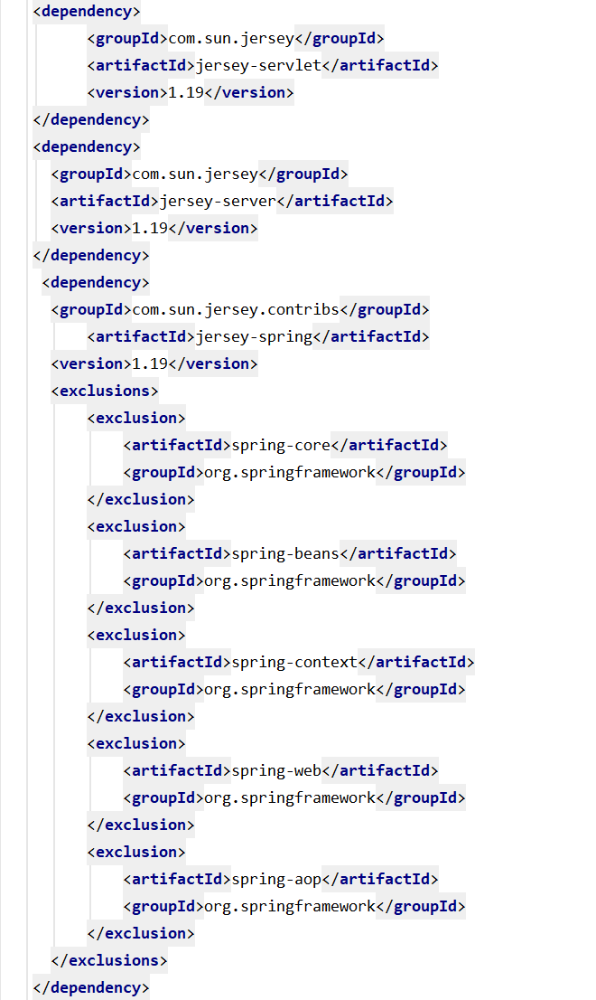 <dependency>
<groupId>com.sun.jersey</groupId>
<artifactId>jersey-servlet</artifactId>
<version>1.19</version>
</dependency>
<dependency>
<groupId>com.sun.jersey</groupId>
<artifactId>jersey-server</artifactId>
<version>1.19</version>
</dependency>
<dependency>
<groupId>com.sun.jersey.contribs</groupId>
<artifactId>jersey-spring</artifactId>
<version>1.19</version>
<exclusions>
<exclusion>
<artifactId>spring-core</artifactId>
<groupId>org.springframework</groupId>
</exclusion>
<exclusion>
<artifactId>spring-beans</artifactId>
<groupId>org.springframework</groupId>
</exclusion>
<exclusion>
<artifactId>spring-context</artifactId>
<groupId>org.springframework</groupId>
</exclusion>
<exclusion>
<artifactId>spring-web</artifactId>
<groupId>org.springframework</groupId>
</exclusion>
<exclusion>
<artifactId>spring-aop</artifactId>
<groupId>org.springframework</groupId>
</exclusion>
</exclusions>
</dependency>